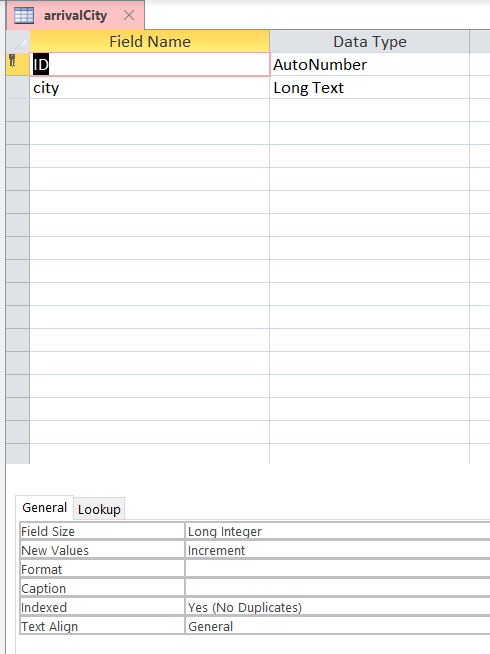 arrivalCity
Field Name Data Type
ID AutoNumber
city Long Text
General Lookup
Field Size Long Integer
New Values Increment
Format
Caption
Indexed Yes (No Duplicates)
Text Align General